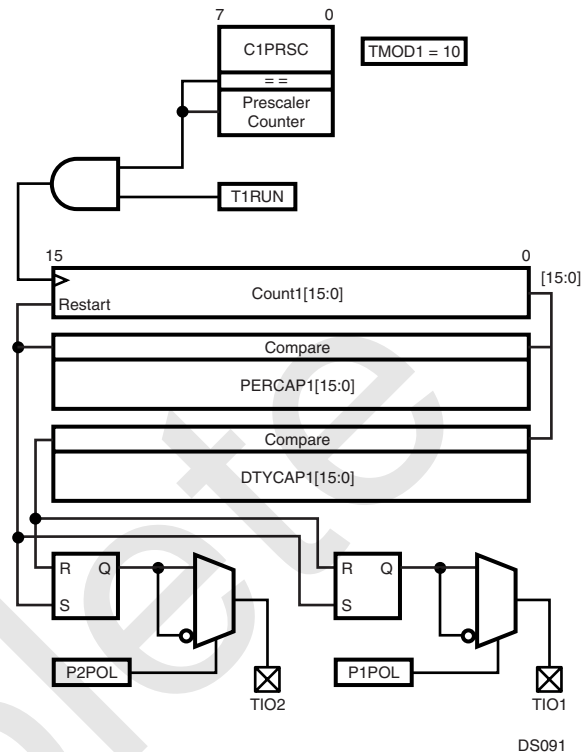 7 0
C1PRSC
TMOD1 = 10
= =
Prescaler
Counter
T1RUN
15 0
[15:0]
Count1[15:0]
Restart
Compare
PERCAP1[15:0]
Compare
DTYCAP1[15:0]
R Q
S
R Q
S
P2POL
P1POL
TIO2
TIO1
DS091